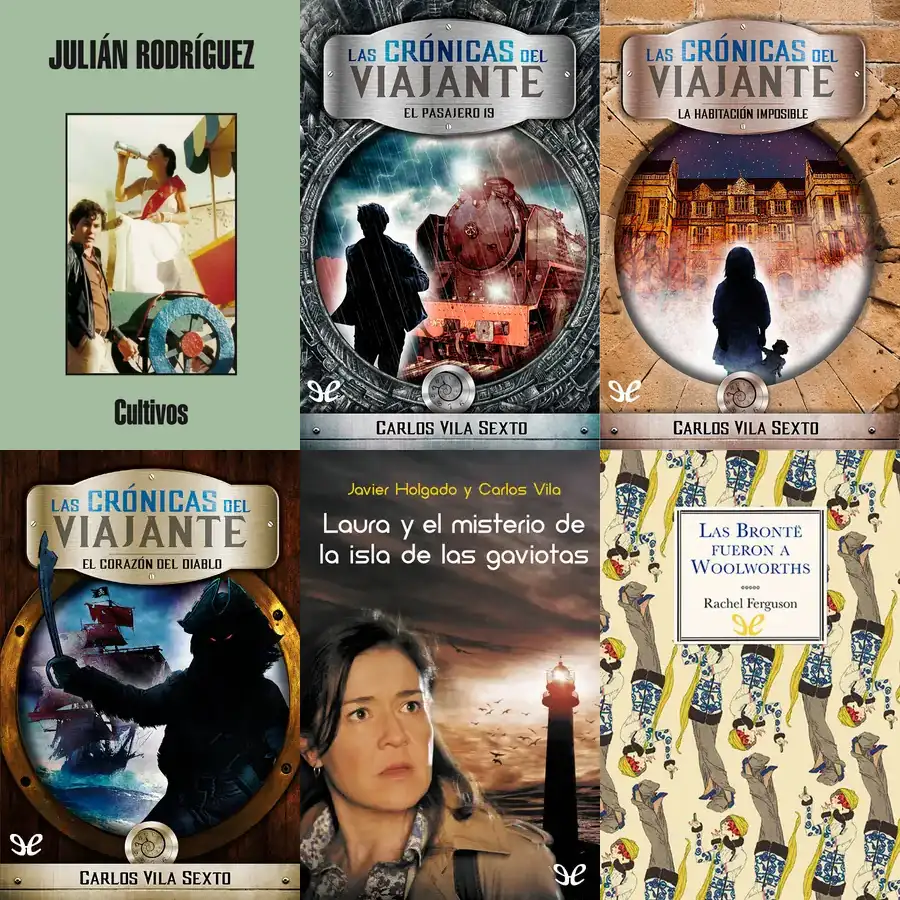 JULIÁN RODRÍGUEZ
Cultivos
LAS CRÓNICAS DEL
VIAJANTE
EL PASAJERO 19
CARLOS VILA SEXTO
LAS CRÓNICAS DEL
VIAJANTE
LA HABITACIÓN IMPOSIBLE
CARLOS VILA SEXTO
LAS CRÓNICAS DEL
VIAJANTE
EL CORAZÓN DEL DIABLO
CARLOS VILA SEXTO
Javier Holgado y Carlos Vila
Laura y el misterio de
la isla de las gaviotas
LAS BRONTË
FUERON A
WOOLWORTHS
Rachel Ferguson